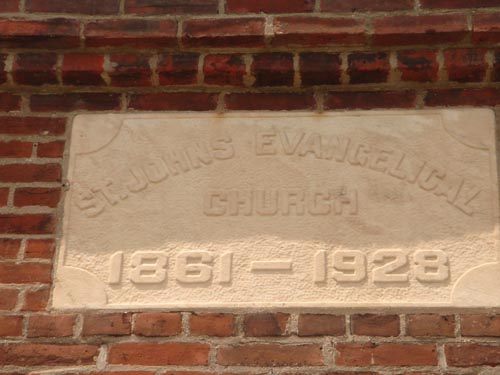 ST. JOHNS EVANGELICAL
CHURCH
1861 - 1928